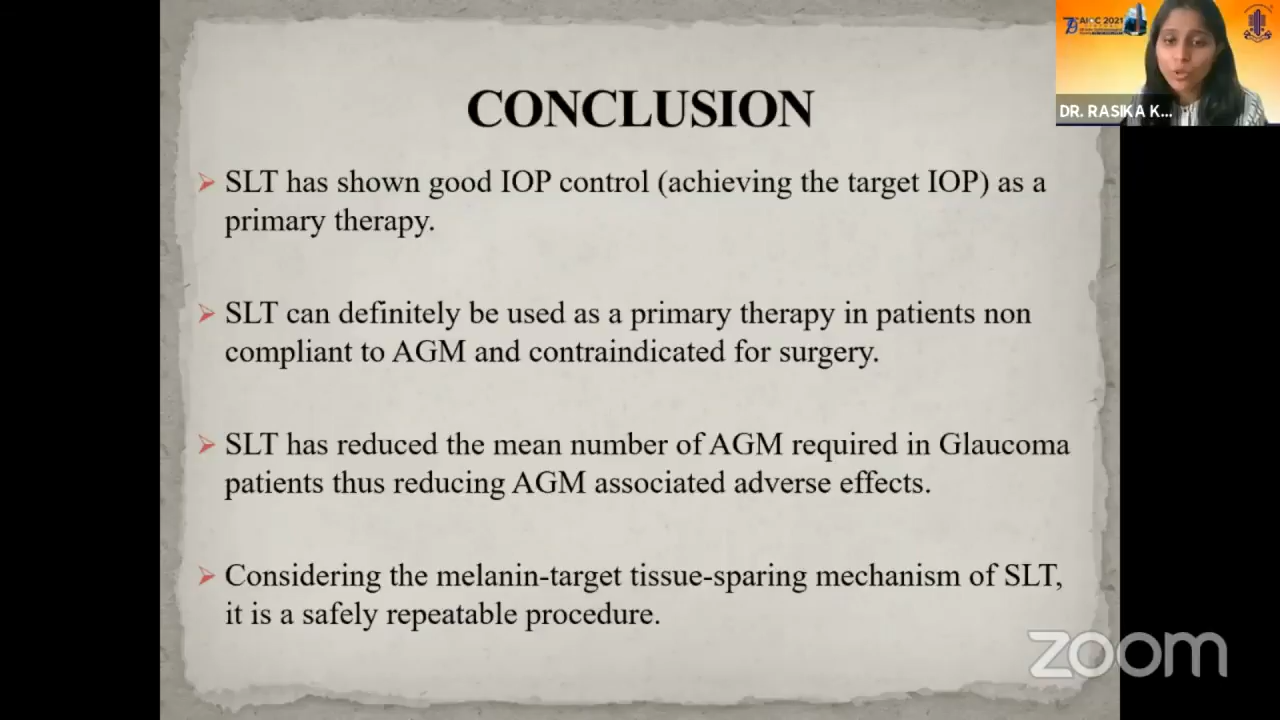 CONCLUSION
SLT has shown good IOP control (achieving the target IOP) as a
primary therapy.
SLT can definitely be used as a primary therapy in patients non
compliant to AGM and contraindicated for surgery.
SLT has reduced the mean number of AGM required in Glaucoma
patients thus reducing AGM associated adverse effects.
Considering the melanin-target tissue-sparing mechanism of SLT,
it is a safely repeatable procedure.
AIOC 2021
DR. RASIKA K...
zoom